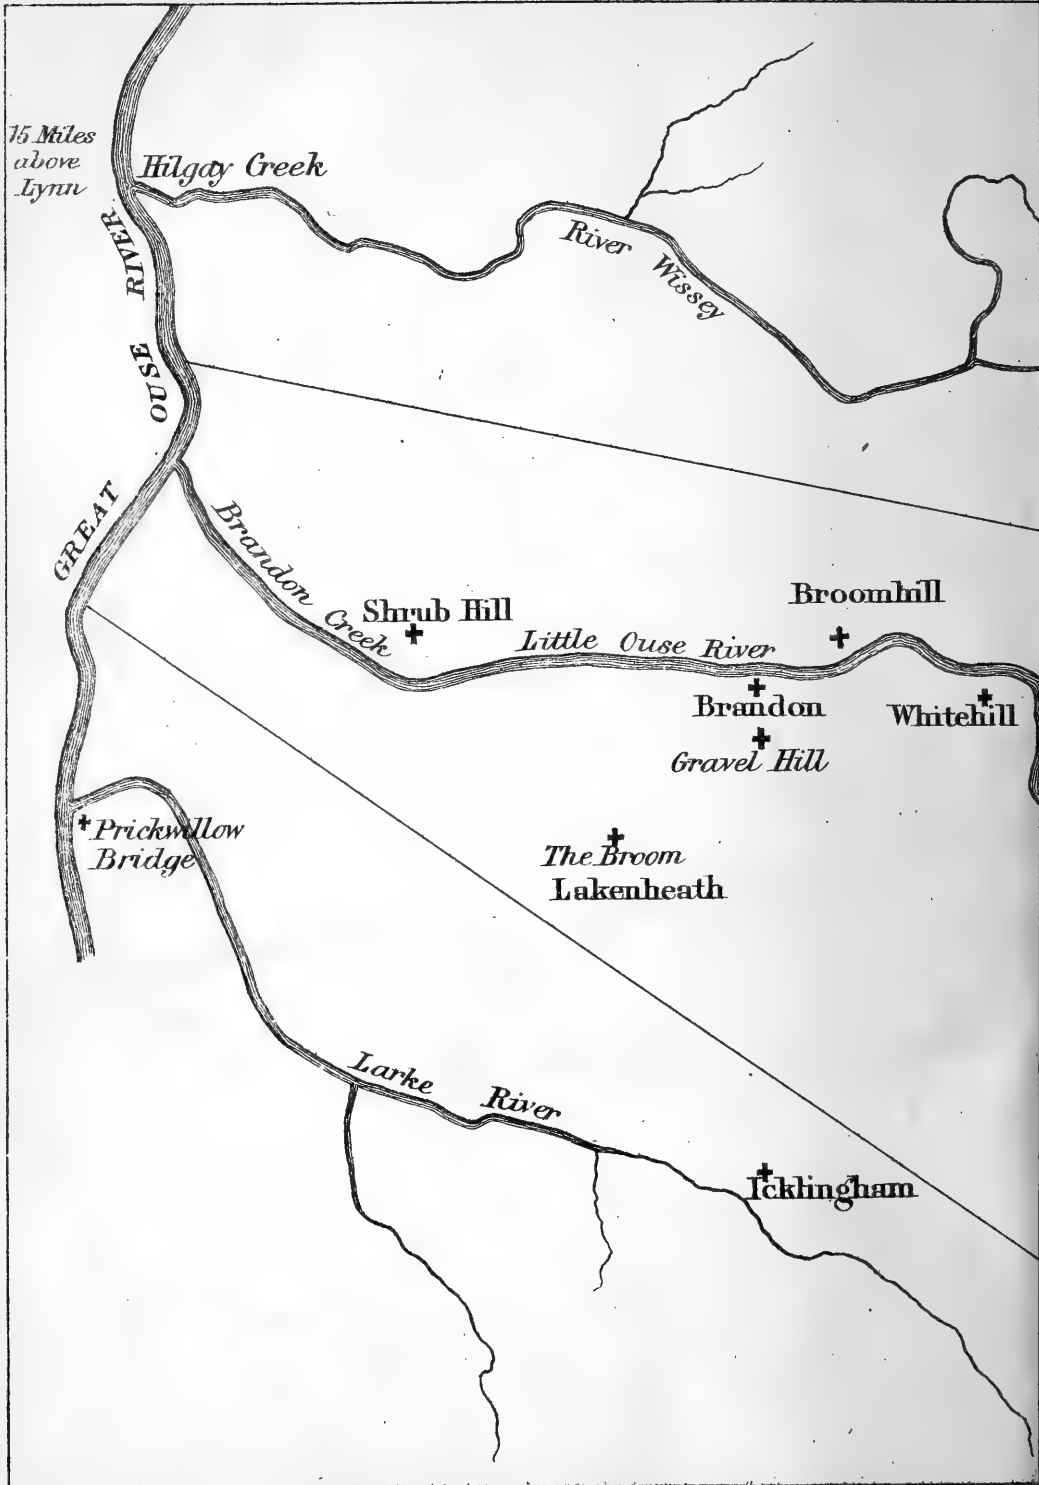 15 Miles
above
Lynn
Hilgay Creek
River Wissey
GREAT OUSE RIVER
Brandon Creek
Shrub Hill
Little Ouse River
Broomhill
Brandon
Whitehill
Gravel Hill
Prickwillow
Bridge
The Broom
Lakenheath
Larke River
Icklingham